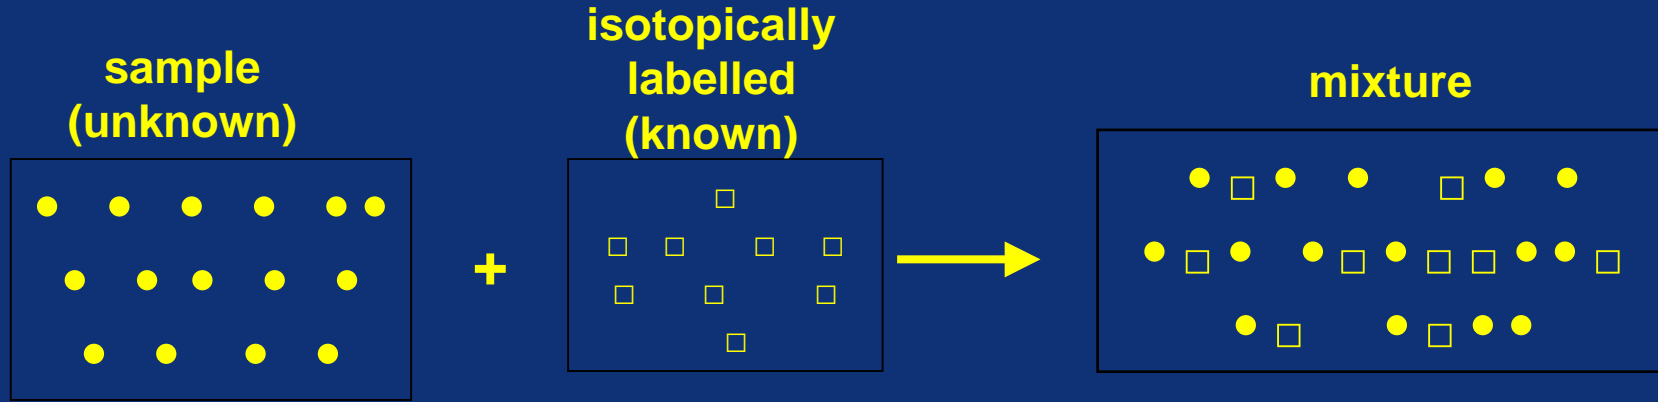 sample
(unknown)
+
isotopically
labelled
(known)
mixture